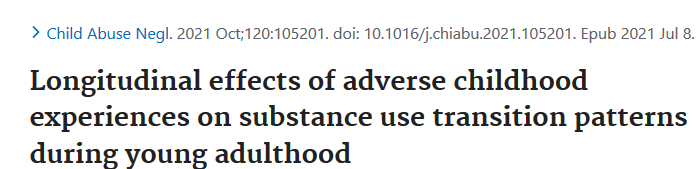 > Child Abuse Negl. 2021 Oct;120:105201. doi: 10.1016/j.chiabu.2021.105201. Epub 2021 Jul 8.
Longitudinal effects of adverse childhood
experiences on substance use transition patterns
during young adulthood